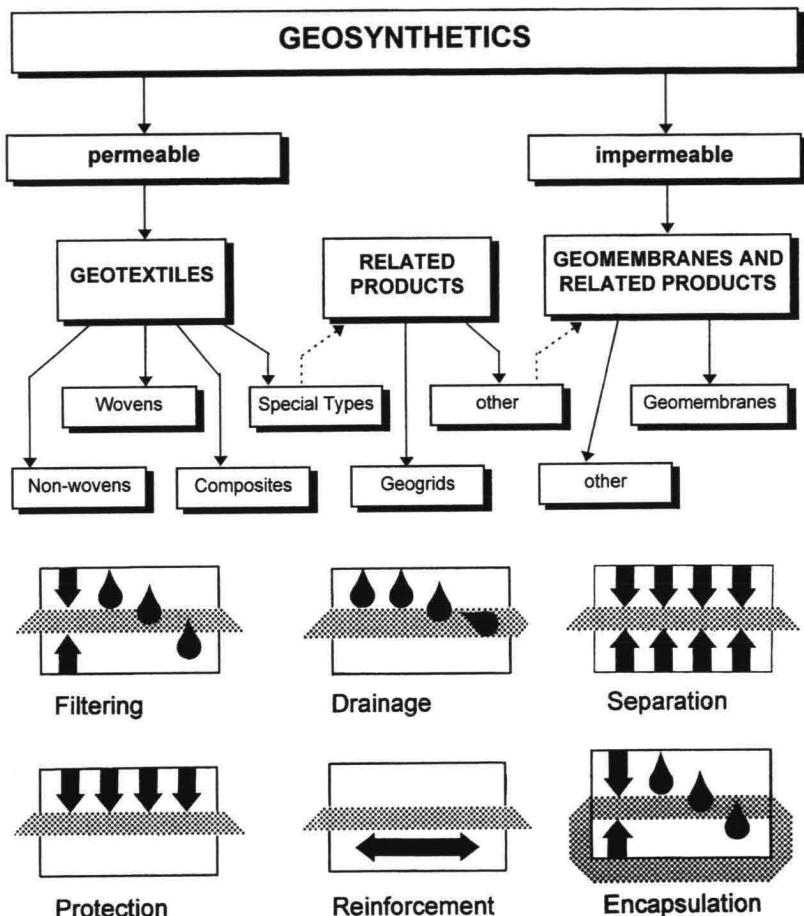 GEOSYNTHETICS
permeable
impermeable
GEOTEXTILES
RELATED
PRODUCTS
GEOMEMBRANES AND
RELATED PRODUCTS
Wovens
Special Types
other
Geomembranes
Non-wovens
Composites
Geogrids
other
Filtering
Drainage
Separation
Protection
Reinforcement
Encapsulation